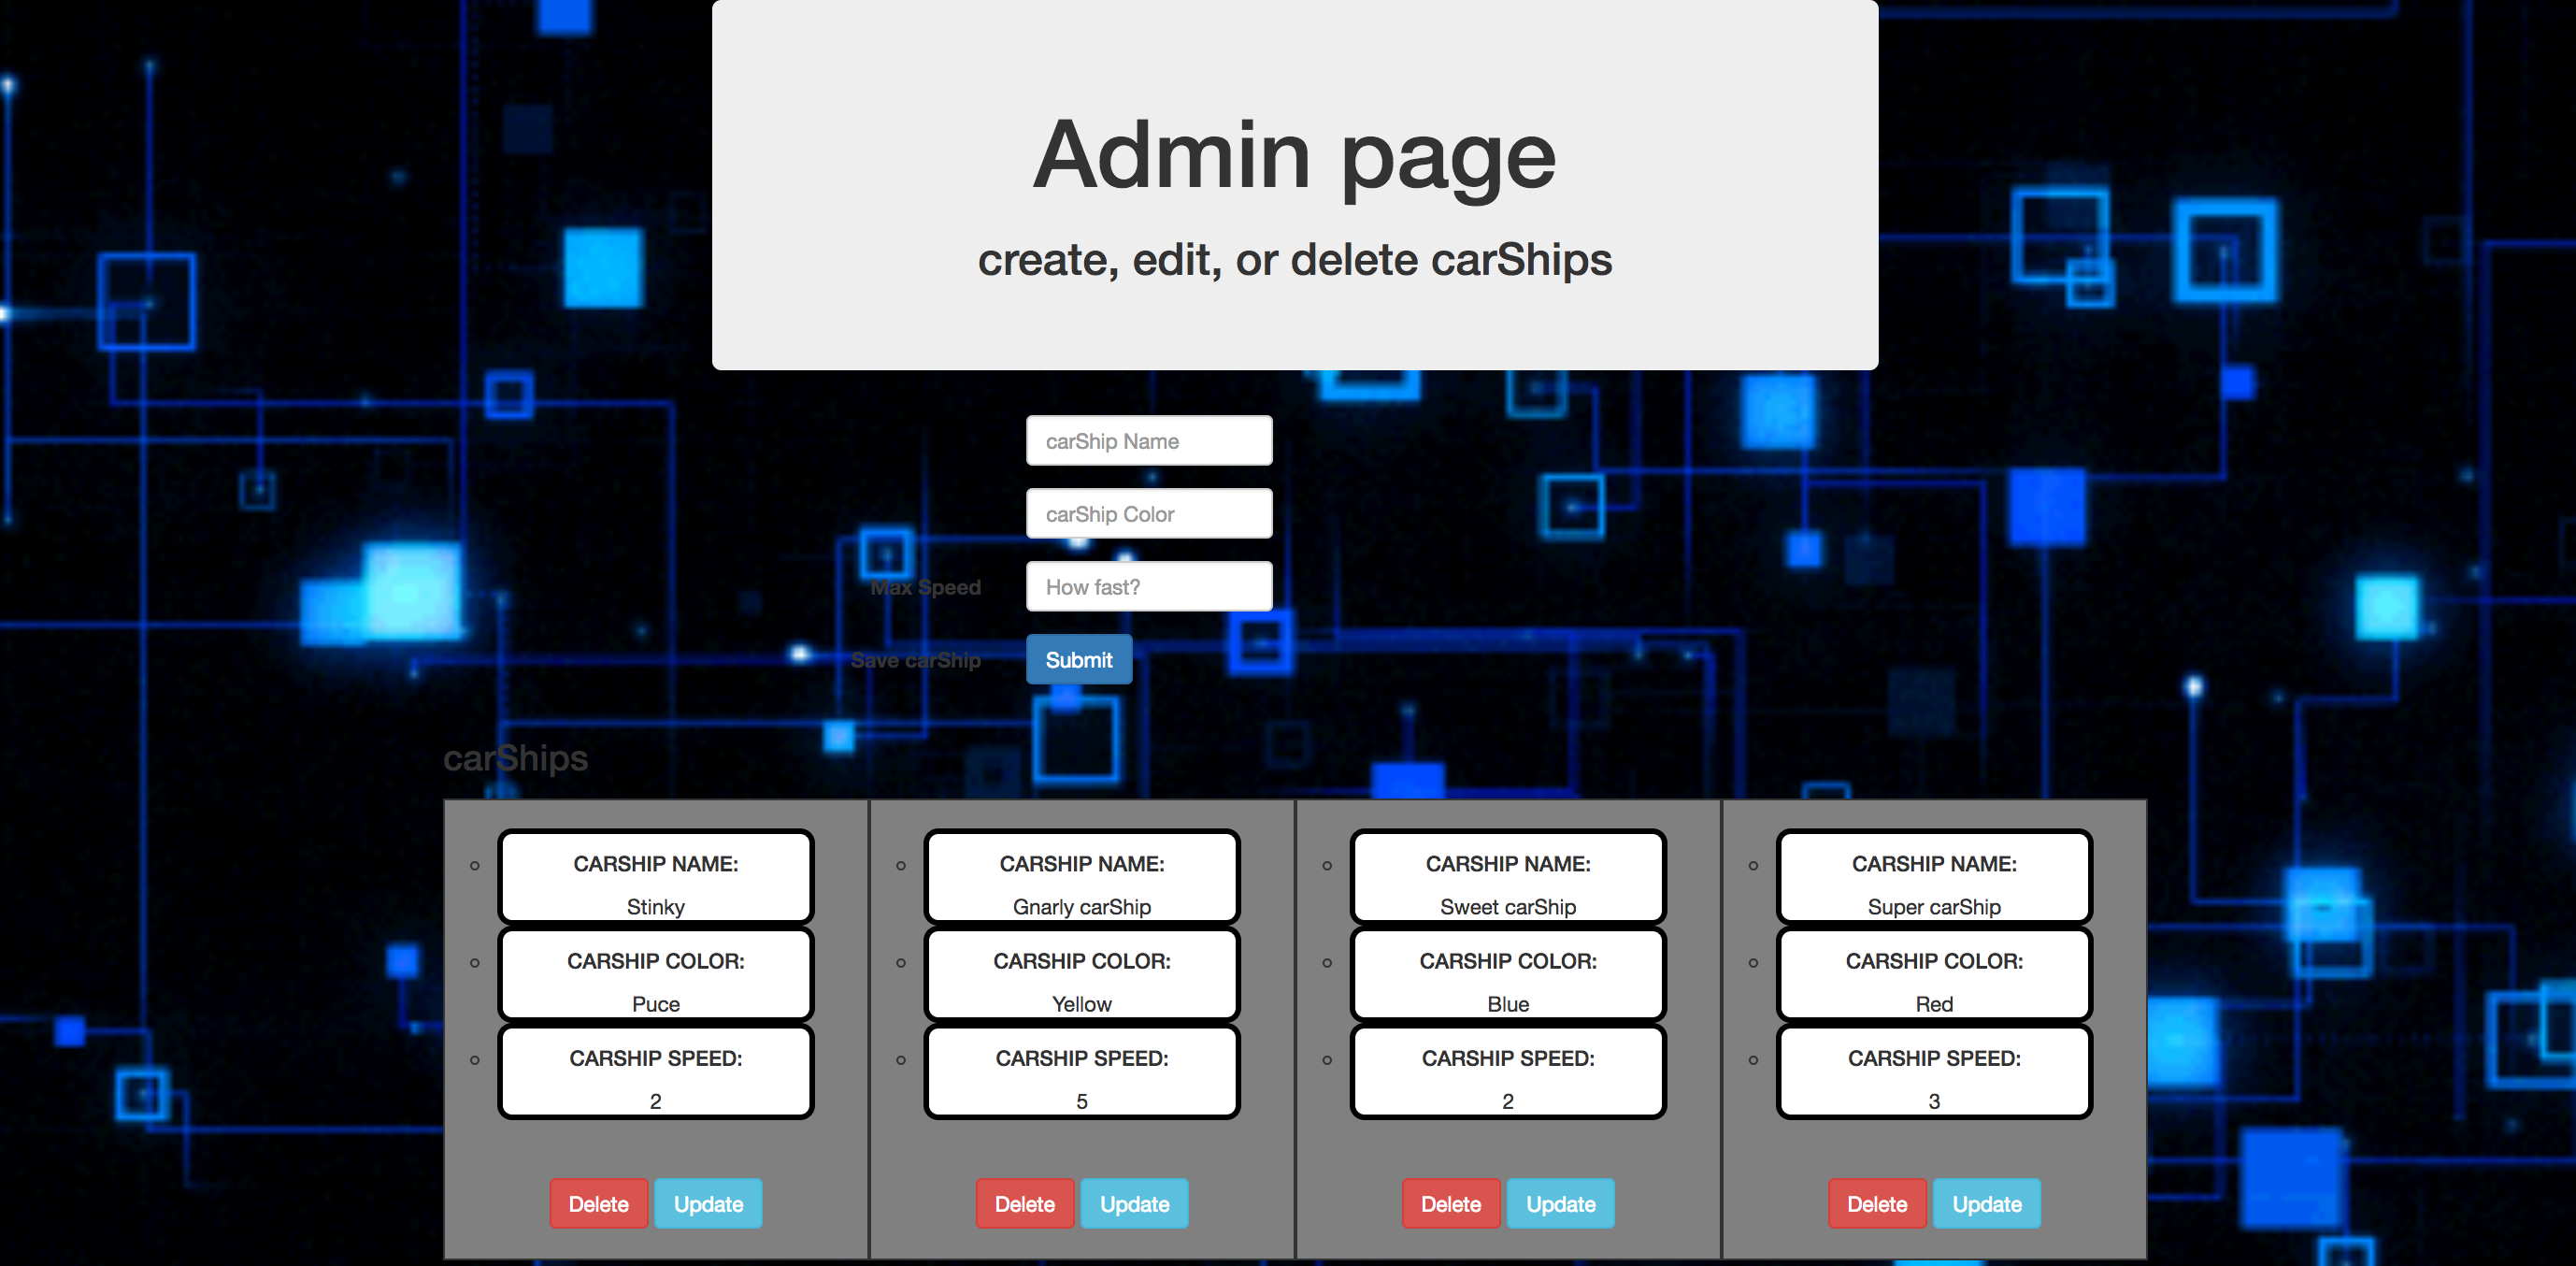 Admin page
create, edit, or delete carShips
carShip Name
carShip Color
Max Speed How fast?
Save carShip Submit
carShips
CARSHIP NAME: CARSHIP NAME: CARSHIP NAME: CARSHIP NAME:
Stinky Gnarly carShip Sweet carShip Super carShip
CARSHIP COLOR: CARSHIP COLOR: CARSHIP COLOR: CARSHIP COLOR:
Puce Yellow Blue Red
CARSHIP SPEED: CARSHIP SPEED: CARSHIP SPEED: CARSHIP SPEED:
2 5 2 3
Delete Update Delete Update Delete Update Delete Update